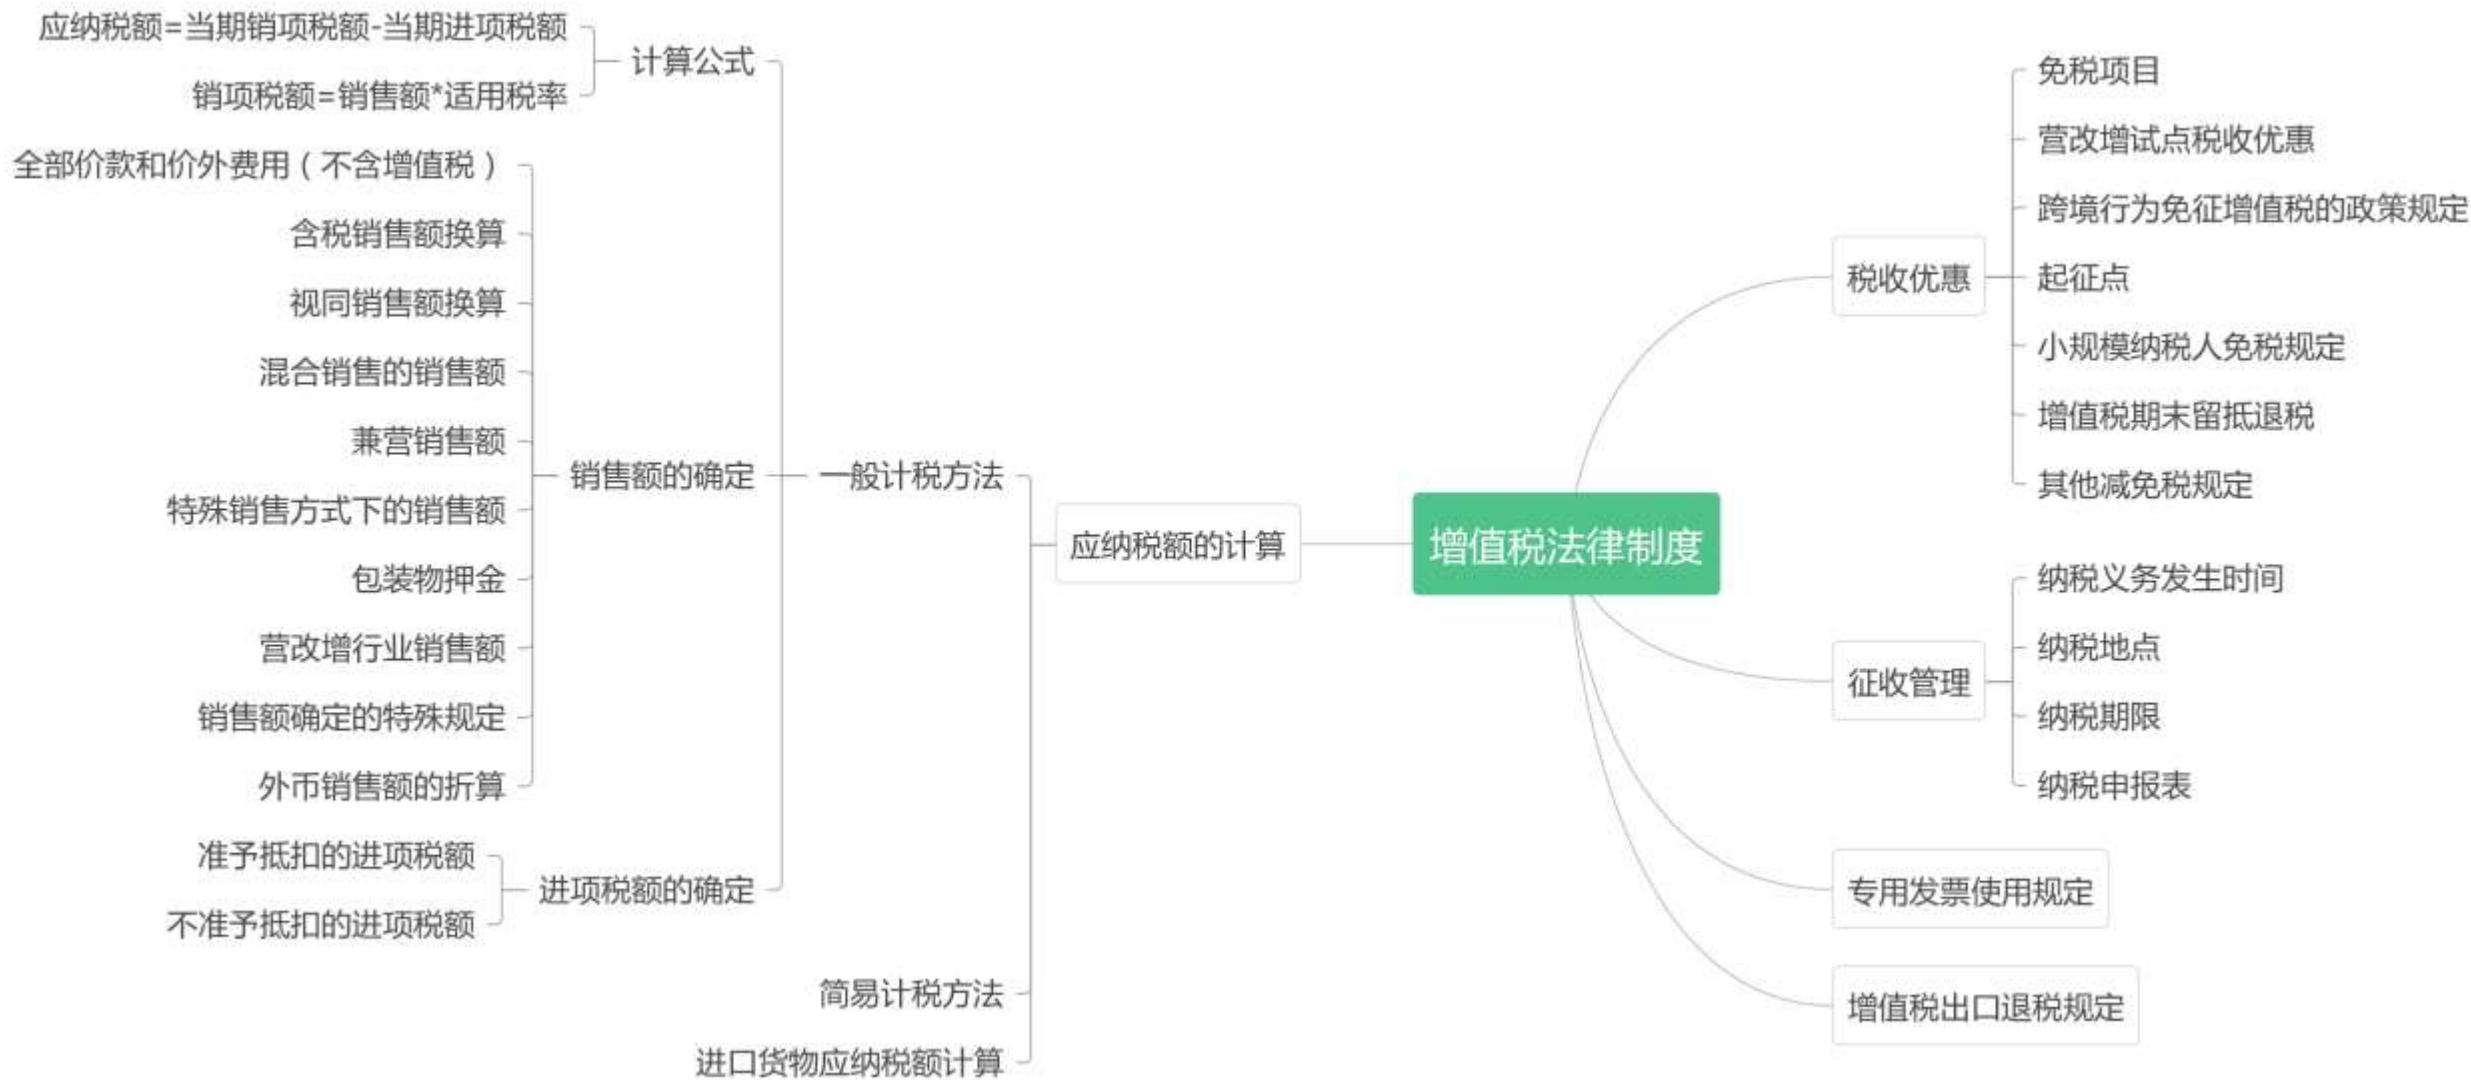 增值税法律制度
税收优惠
免税项目
营改增试点税收优惠
跨境行为免征增值税的政策规定
起征点
小规模纳税人免税规定
增值税期末留抵退税
其他减免税规定
征收管理
纳税义务发生时间
纳税地点
纳税期限
纳税申报表
专用发票使用规定
增值税出口退税规定
应纳税额的计算
一般计税方法
计算公式
应纳税额=当期销项税额-当期进项税额
销项税额=销售额*适用税率
销售额的确定
全部价款和价外费用（不含增值税）
含税销售额换算
视同销售额换算
混合销售的销售额
兼营销售额
特殊销售方式下的销售额
包装物押金
营改增行业销售额
销售额确定的特殊规定
外币销售额的折算
进项税额的确定
准予抵扣的进项税额
不准予抵扣的进项税额
简易计税方法
进口货物应纳税额计算